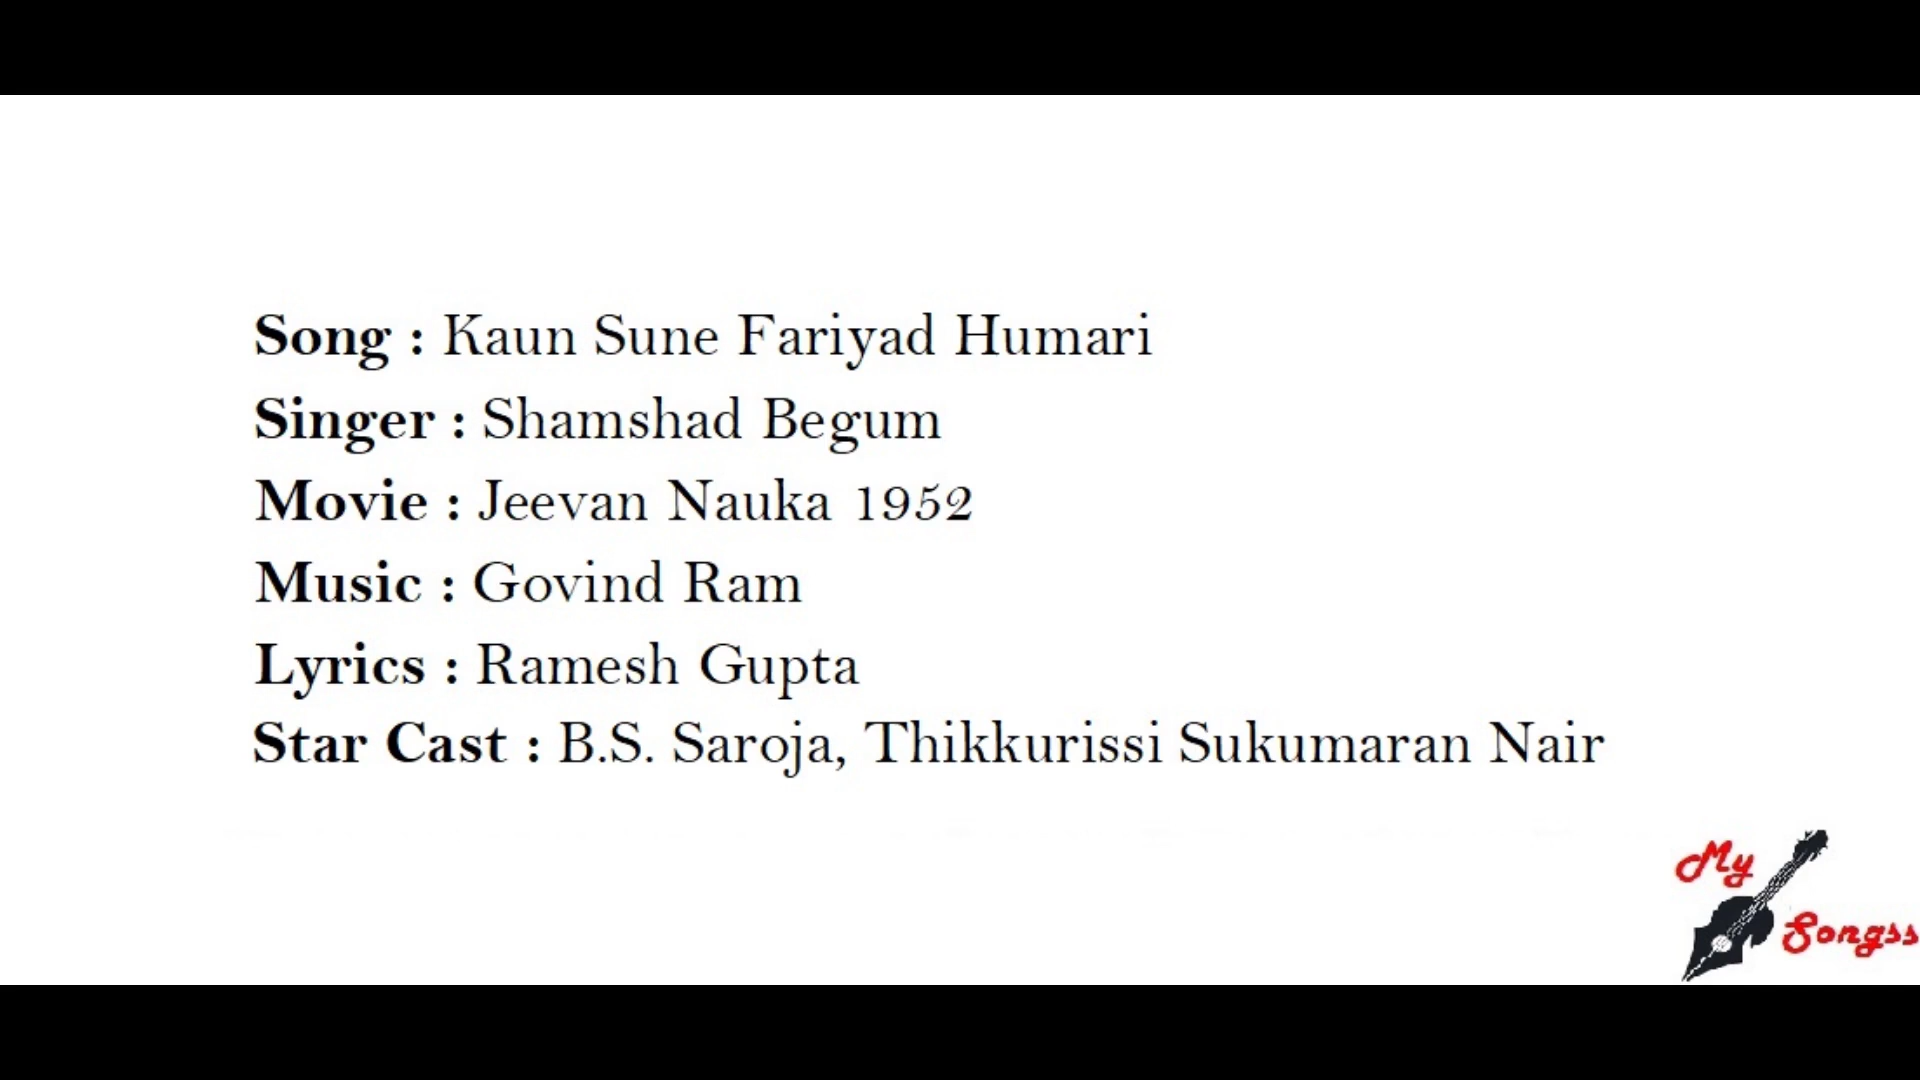 Song : Kaun Sune Fariyad Humari
Singer : Shamshad Begum
Movie : Jeevan Nauka 1952
Music : Govind Ram
Lyrics : Ramesh Gupta
Star Cast : B.S. Saroja, Thikkurissi Sukumaran Nair
My
Songss